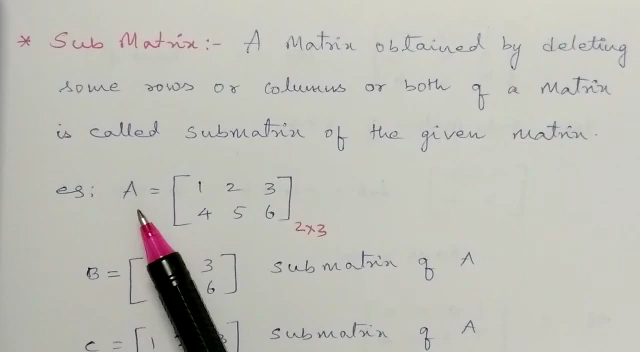 * Sub Matrix:- A Matrix obtained by deleting
some rows or columns or both of a Matrix
is called submatrix of the given matrix.
eg: A = [1 2 3
4 5 6] 2x3
B = [ 3
6] submatrix of A
C = [1 submatrix of A